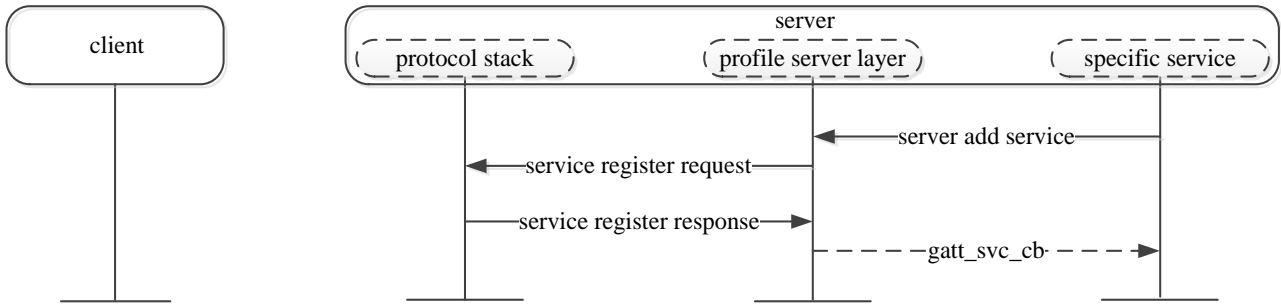 server
client
protocol stack
profile server layer
specific service
server add service
service register request
service register response
gatt_svc_cb